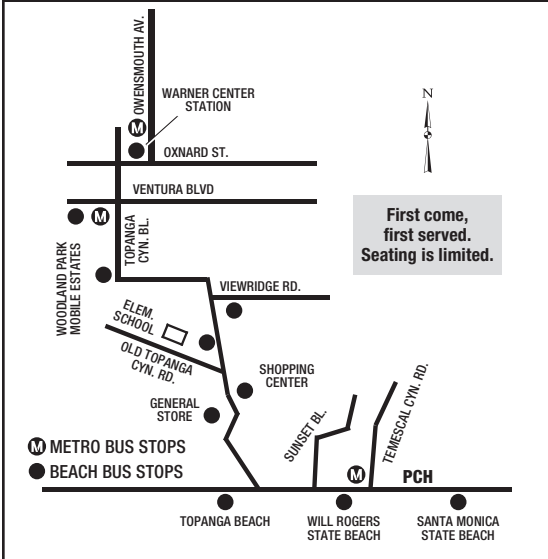 OWENSMOUTH AV.
WARNER CENTER
STATION
M
OXNARD ST.
N
VENTURA BLVD
M
TOPANGA
CYN. BL.
First come,
first served.
Seating is limited.
WOODLAND PARK
MOBILE ESTATES
VIEWRIDGE RD.
ELEM.
SCHOOL
OLD TOPANGA
CYN. RD.
SHOPPING
CENTER
GENERAL
STORE
SUNSET BL.
TEMESCAL CYN. RD.
M METRO BUS STOPS
BEACH BUS STOPS
M
PCH
TOPANGA BEACH
WILL ROGERS
STATE BEACH
SANTA MONICA
STATE BEACH